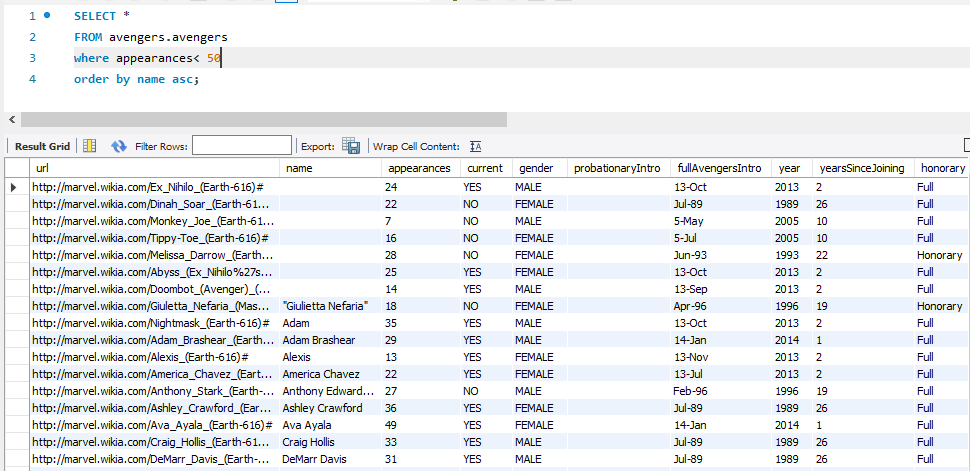 1 SELECT *
2 FROM avengers.avengers
3 where appearances< 50
4 order by name asc;
Result Grid Filter Rows: Export: Wrap Cell Content:
url name appearances current gender probationaryIntro fullAvengersIntro year yearsSinceJoining honorary
http://marvel.wikia.com/Ex_Nihilo_(Earth-616)# 24 YES MALE 13-Oct 2013 2 Full
http://marvel.wikia.com/Dinah_Soar_(Earth-61... 22 NO FEMALE Jul-89 1989 26 Full
http://marvel.wikia.com/Monkey_Joe_(Earth-61... 7 NO MALE 5-May 2005 10 Full
http://marvel.wikia.com/Tippy-Toe_(Earth-616)# 16 NO FEMALE 5-Jul 2005 10 Full
http://marvel.wikia.com/Melissa_Darrow_(Earth... 28 NO FEMALE Jun-93 1993 22 Honorary
http://marvel.wikia.com/Abyss_(Ex_Nihilo%27s... 25 YES FEMALE 13-Oct 2013 2 Full
http://marvel.wikia.com/Doombot_(Avenger)_(... 14 YES MALE 13-Sep 2013 2 Full
http://marvel.wikia.com/Giuletta_Nefaria_(Mas... "Giulietta Nefaria" 18 NO FEMALE Apr-96 1996 19 Honorary
http://marvel.wikia.com/Nightmask_(Earth-616)# Adam 35 YES MALE 13-Oct 2013 2 Full
http://marvel.wikia.com/Adam_Brashear_(Earth... Adam Brashear 29 YES MALE 14-Jan 2014 1 Full
http://marvel.wikia.com/Alexis_(Earth-616)# Alexis 13 YES FEMALE 13-Nov 2013 2 Full
http://marvel.wikia.com/America_Chavez_(Eart... America Chavez 22 YES FEMALE 13-Jul 2013 2 Full
http://marvel.wikia.com/Anthony_Stark_(Earth-... Anthony Edward... 27 NO MALE Feb-96 1996 19 Full
http://marvel.wikia.com/Ashley_Crawford_(Ear... Ashley Crawford 36 YES FEMALE Jul-89 1989 26 Full
http://marvel.wikia.com/Ava_Ayala_(Earth-616)# Ava Ayala 49 YES FEMALE 14-Jan 2014 1 Full
http://marvel.wikia.com/Craig_Hollis_(Earth-61... Craig Hollis 33 YES MALE Jul-89 1989 26 Full
http://marvel.wikia.com/DeMarr_Davis_(Earth-... DeMarr Davis 31 YES MALE Jul-89 1989 26 Full